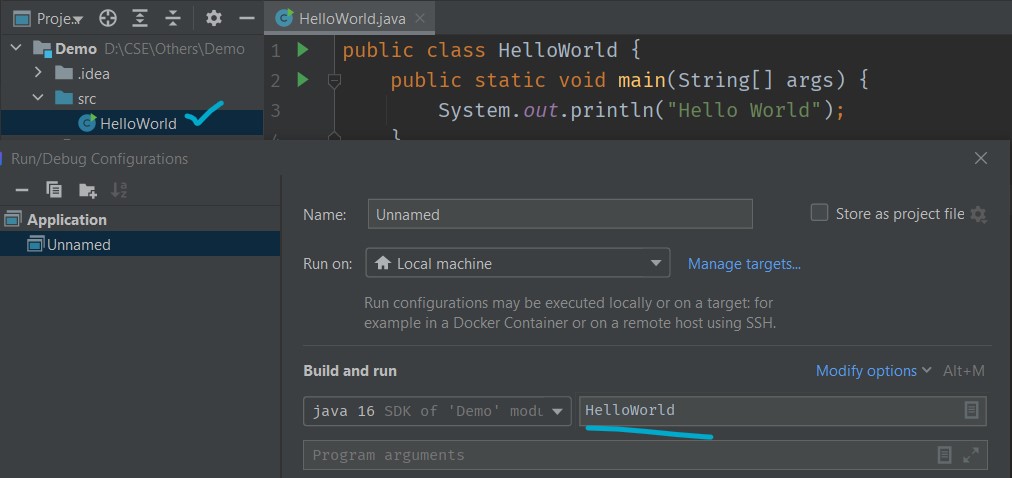 Proje...
HelloWorld.java
Demo D:\CSE\Others\Demo
.idea
src
HelloWorld
1 public class HelloWorld {
2 public static void main(String[] args) {
3 System.out.println("Hello World");
}
Run/Debug Configurations
Application
Unnamed
Name: Unnamed
Store as project file
Run on: Local machine
Manage targets...
Run configurations may be executed locally or on a target: for
example in a Docker Container or on a remote host using SSH.
Build and run
Modify options Alt+M
java 16 SDK of 'Demo' modu
HelloWorld
Program arguments